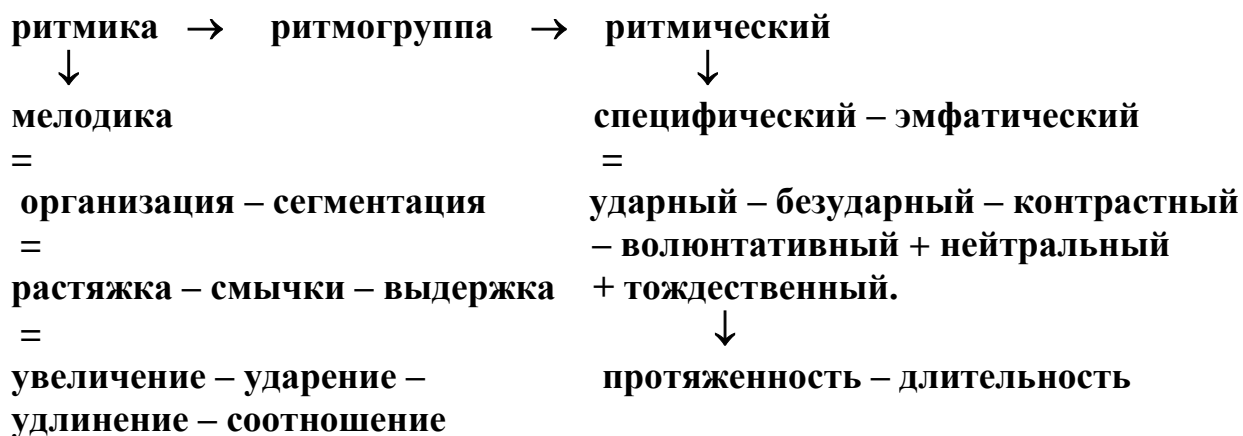 ритмика → ритмогруппа → ритмический
↓ ↓
мелодика специфический – эмфатический
= =
организация – сегментация ударный – безударный – контрастный
= – волюнтативный + нейтральный
растяжка – смычки – выдержка + тождественный.
= ↓
увеличение – ударение – протяженность – длительность
удлинение – соотношение